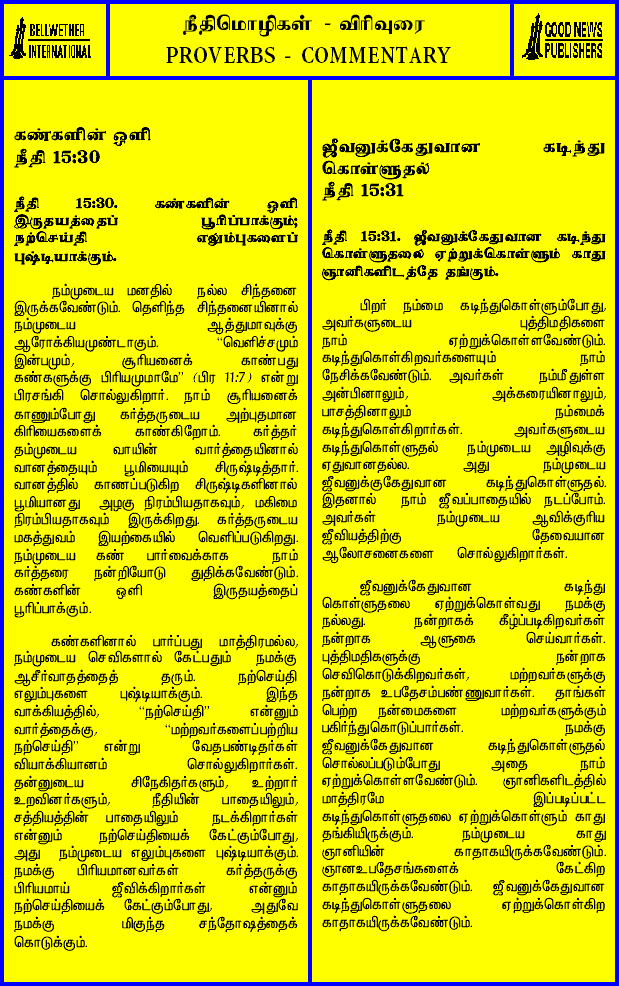 BELLWETHER
INTERNATIONAL
நீதிமொழிகள் - விரிவுரை
PROVERBS - COMMENTARY
GOOD NEWS
PUBLISHERS
கண்களின் ஒளி
நீதி 15:30
நீதி 15:30. கண்களின் ஒளி
இருதயத்தைப் பூரிப்பாக்கும்;
நற்செய்தி எலும்புகளைப்
புஷ்டியாக்கும்.
நம்முடைய மனதில் நல்ல சிந்தனை
இருக்கவேண்டும். தெளிந்த சிந்தனையினால்
நம்முடைய ஆத்துமாவுக்கு
ஆரோக்கியமுண்டாகும். “வெளிச்சமும்
இன்பமும், சூரியனைக் காண்பது
கண்களுக்கு பிரியமுமாமே” (பிர 11:7) என்று
பிரசங்கி சொல்லுகிறார். நாம் சூரியனைக்
காணும்போது கர்த்தருடைய அற்புதமான
கிரியைகளைக் காண்கிறோம். கர்த்தர்
தம்முடைய வாயின் வார்த்தையினால்
வானத்தையும் பூமியையும் சிருஷ்டித்தார்.
வானத்தில் காணப்படுகிற சிருஷ்டிகளினால்
பூமியானது அழகு நிரம்பியதாகவும், மகிமை
நிரம்பியதாகவும் இருக்கிறது. கர்த்தருடைய
மகத்துவம் இயற்கையில் வெளிப்படுகிறது.
நம்முடைய கண் பார்வைக்காக நாம்
கர்த்தரை நன்றியோடு துதிக்கவேண்டும்.
கண்களின் ஒளி இருதயத்தைப்
பூரிப்பாக்கும்.
கண்களினால் பார்ப்பது மாத்திரமல்ல,
நம்முடைய செவிகளால் கேட்பதும் நமக்கு
ஆசீர்வாதத்தைத் தரும். நற்செய்தி
எலும்புகளை புஷ்டியாக்கும். இந்த
வாக்கியத்தில், “நற்செய்தி” என்னும்
வார்த்தைக்கு, “மற்றவர்களைப்பற்றிய
நற்செய்தி” என்று வேதபண்டிதர்கள்
வியாக்கியானம் சொல்லுகிறார்கள்.
தன்னுடைய சிநேகிதர்களும், உற்றார்
உறவினர்களும், நீதியின் பாதையிலும்,
சத்தியத்தின் பாதையிலும் நடக்கிறார்கள்
என்னும் நற்செய்தியைக் கேட்கும்போது,
அது நம்முடைய எலும்புகளை புஷ்டியாக்கும்.
நமக்கு பிரியமானவர்கள் கர்த்தருக்கு
பிரியமாய் ஜீவிக்கிறார்கள் என்னும்
நற்செய்தியைக் கேட்கும்போது, அதுவே
நமக்கு மிகுந்த சந்தோஷத்தைக்
கொடுக்கும்.
ஜீவனுக்கேதுவான கடிந்து
கொள்ளுதல்
நீதி 15:31
நீதி 15:31. ஜீவனுக்கேதுவான கடிந்து
கொள்ளுதலை ஏற்றுக்கொள்ளும் காது
ஞானிகளிடத்தே தங்கும்.
பிறர் நம்மை கடிந்துகொள்ளும்போது,
அவர்களுடைய புத்திமதிகளை
நாம் ஏற்றுக்கொள்ளவேண்டும்.
கடிந்துகொள்கிறவர்களையும் நாம்
நேசிக்கவேண்டும். அவர்கள் நம்மீதுள்ள
அன்பினாலும், அக்கரையினாலும்,
பாசத்தினாலும் நம்மைக்
கடிந்துகொள்கிறார்கள். அவர்களுடைய
கடிந்துகொள்ளுதல் நம்முடைய அழிவுக்கு
ஏதுவானதல்ல. அது நம்முடைய
ஜீவனுக்குகேதுவான கடிந்துகொள்ளுதல்.
இதனால் நாம் ஜீவப்பாதையில் நடப்போம்.
அவர்கள் நம்முடைய ஆவிக்குரிய
ஜீவியத்திற்கு தேவையான
ஆலோசனைகளை சொல்லுகிறார்கள்.
ஜீவனுக்கேதுவான கடிந்து
கொள்ளுதலை ஏற்றுக்கொள்வது நமக்கு
நல்லது. நன்றாகக் கீழ்ப்படிகிறவர்கள்
நன்றாக ஆளுகை செய்வார்கள்.
புத்திமதிகளுக்கு நன்றாக
செவிகொடுக்கிறவர்கள், மற்றவர்களுக்கு
நன்றாக உபதேசம்பண்ணுவார்கள். தாங்கள்
பெற்ற நன்மைகளை மற்றவர்களுக்கும்
பகிர்ந்துகொடுப்பார்கள். நமக்கு
ஜீவனுக்கேதுவான கடிந்துகொள்ளுதல்
சொல்லப்படும்போது அதை நாம்
ஏற்றுக்கொள்ளவேண்டும். ஞானிகளிடத்தில்
மாத்திரமே இப்படிப்பட்ட
கடிந்துகொள்ளுதலை ஏற்றுக்கொள்ளும் காது
தங்கியிருக்கும். நம்முடைய காது
ஞானியின் காதாகயிருக்கவேண்டும்.
ஞானஉபதேசங்களைக் கேட்கிற
காதாகயிருக்கவேண்டும். ஜீவனுக்கேதுவான
கடிந்துகொள்ளுதலை ஏற்றுக்கொள்கிற
காதாகயிருக்கவேண்டும்.